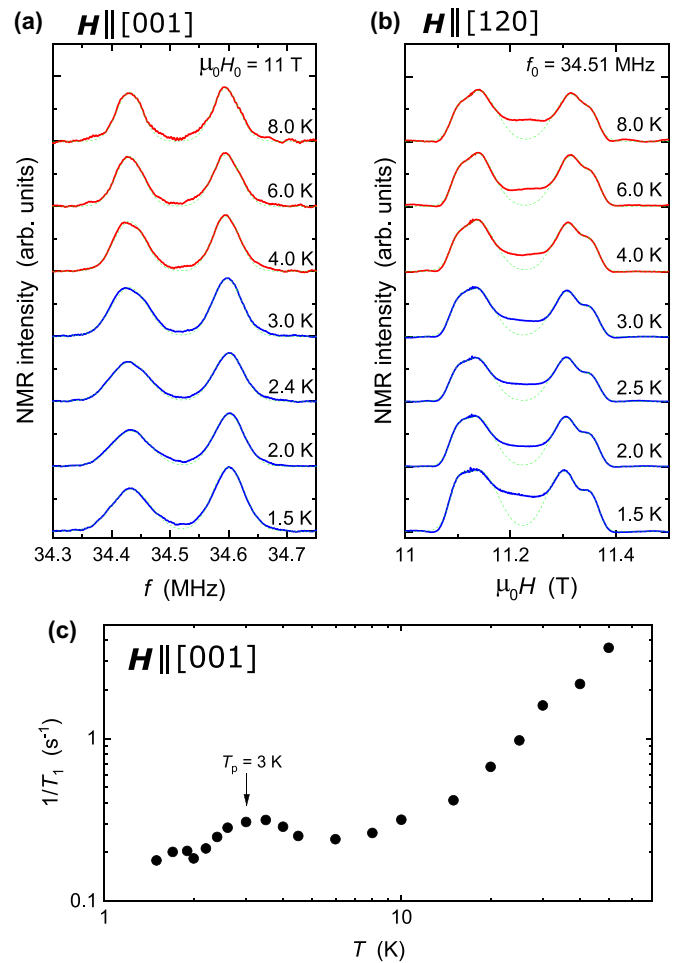 (a) H || [001]
μ0H0 = 11 T
8.0 K
6.0 K
4.0 K
3.0 K
2.4 K
2.0 K
1.5 K
NMR intensity (arb. units)
34.3 34.4 34.5 34.6 34.7
f (MHz)
(b) H || [120]
f0 = 34.51 MHz
8.0 K
6.0 K
4.0 K
3.0 K
2.5 K
2.0 K
1.5 K
NMR intensity (arb. units)
11 11.2 11.4
μ0H (T)
(c) H || [001]
Tp = 3 K
1/T1 (s-1)
1
0.1
1 10
T (K)